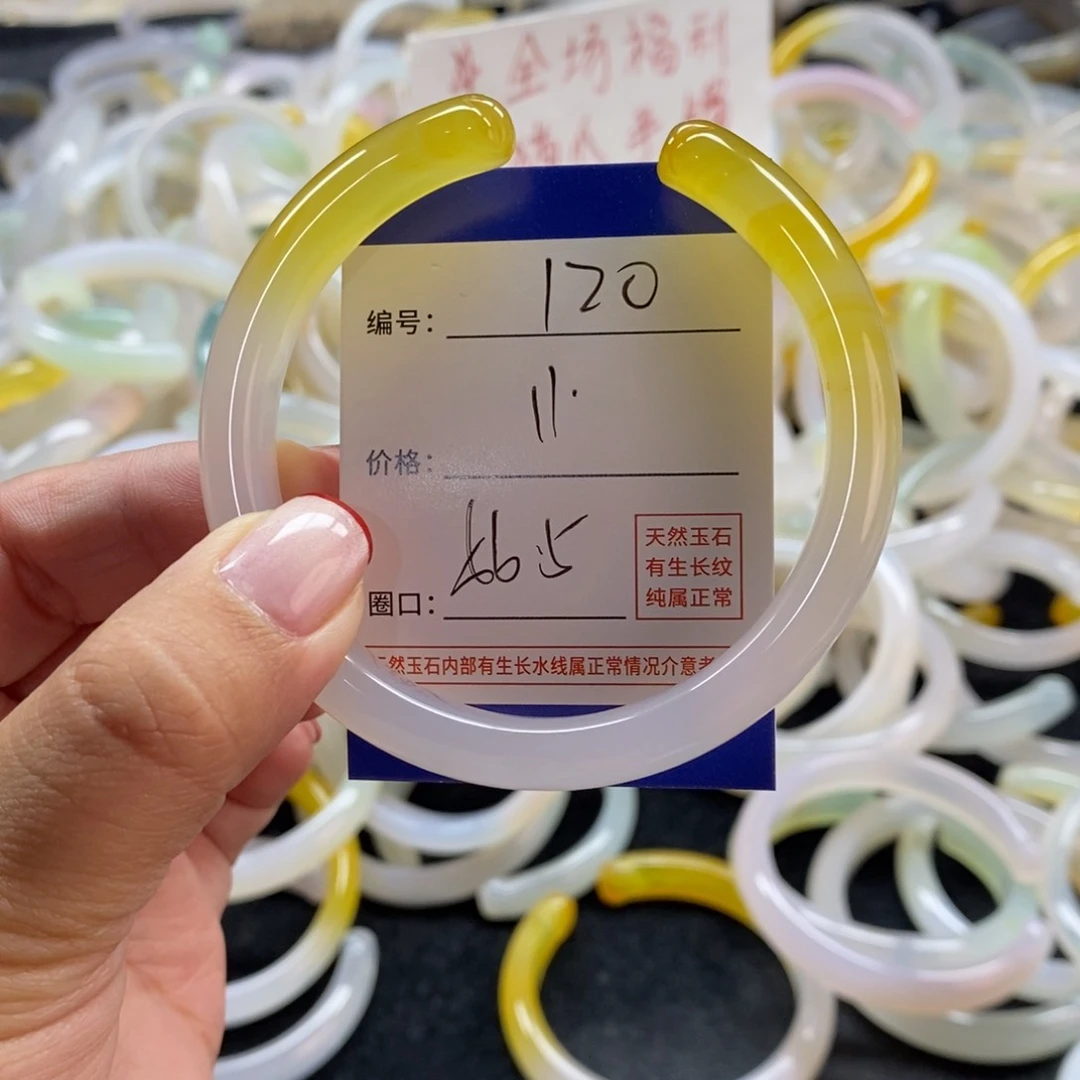 全场福利
编号: 120
价格:
圈口:
天然玉石
有生长纹
纯属正常
天然玉石内部有生长水线属正常情况介意者